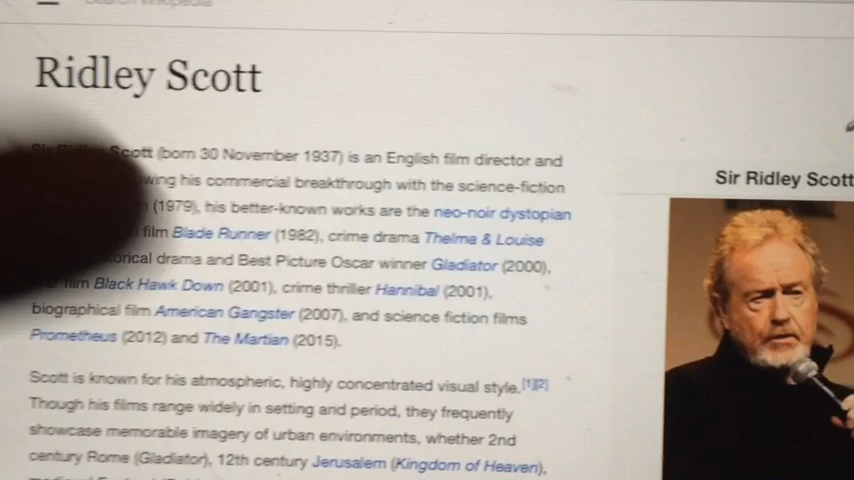 Ridley Scott
Scott (born 30 November 1937) is an English film director and
his commercial breakthrough with the science-fiction
(1979), his better-known works are the neo-noir dystopian
film Blade Runner (1982), crime drama Thelma & Louise
drama and Best Picture Oscar winner Gladiator (2000),
film Black Hawk Down (2001), crime thriller Hannibal (2001),
biographical film American Gangster (2007), and science fiction films
Prometheus (2012) and The Martian (2015).
Scott is known for his atmospheric, highly concentrated visual style.[1][2]
Though his films range widely in setting and period, they frequently
showcase memorable imagery of urban environments, whether 2nd
century Rome (Gladiator), 12th century Jerusalem (Kingdom of Heaven),
Sir Ridley Scott